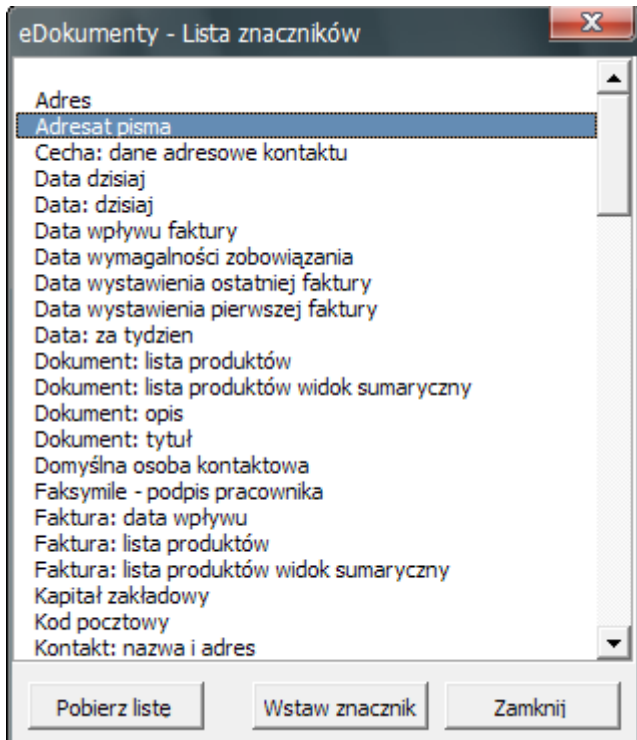 eDokumenty - Lista znaczników
Adres
Adresat pisma
Cecha: dane adresowe kontaktu
Data dzisiaj
Data: dzisiaj
Data wpływu faktury
Data wymagalności zobowiązania
Data wystawienia ostatniej faktury
Data wystawienia pierwszej faktury
Data: za tydzien
Dokument: lista produktów
Dokument: lista produktów widok sumaryczny
Dokument: opis
Dokument: tytuł
Domyślna osoba kontaktowa
Faksymile - podpis pracownika
Faktura: data wpływu
Faktura: lista produktów
Faktura: lista produktów widok sumaryczny
Kapitał zakładowy
Kod pocztowy
Kontakt: nazwa i adres
Pobierz listę Wstaw znacznik Zamknij